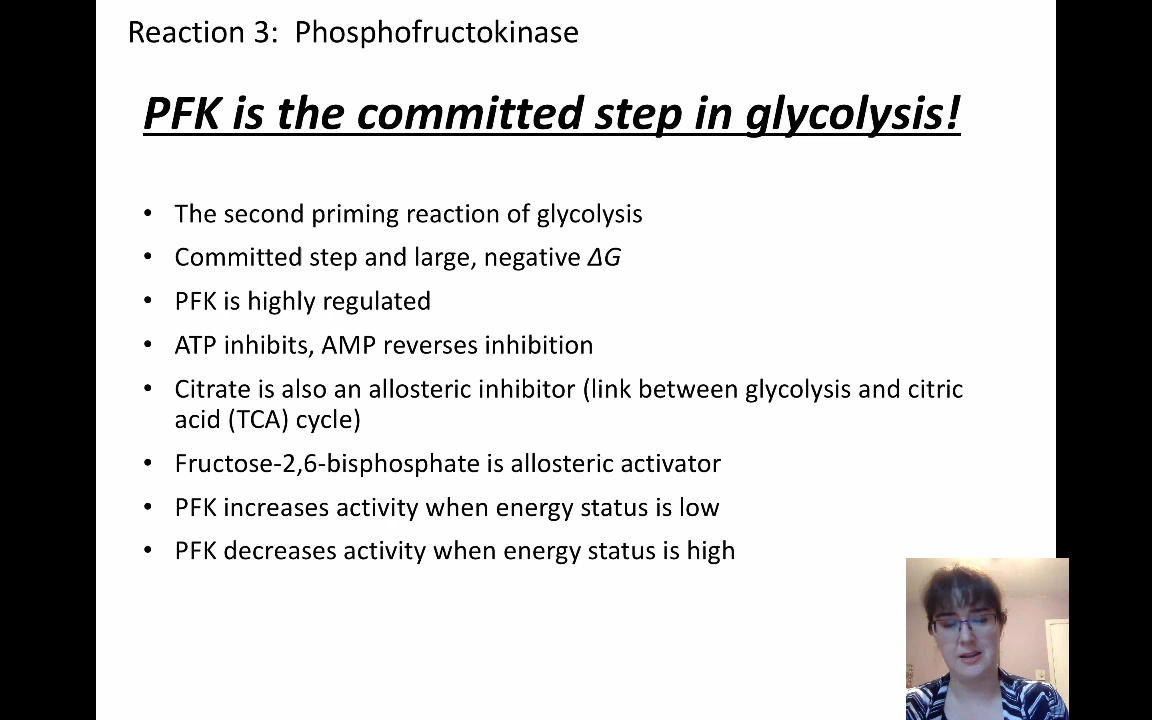 Reaction 3:  Phosphofructokinase
PFK is the committed step in glycolysis!
• The second priming reaction of glycolysis
• Committed step and large, negative ΔG
• PFK is highly regulated
• ATP inhibits, AMP reverses inhibition
• Citrate is also an allosteric inhibitor (link between glycolysis and citric
acid (TCA) cycle)
• Fructose-2,6-bisphosphate is allosteric activator
• PFK increases activity when energy status is low
• PFK decreases activity when energy status is high